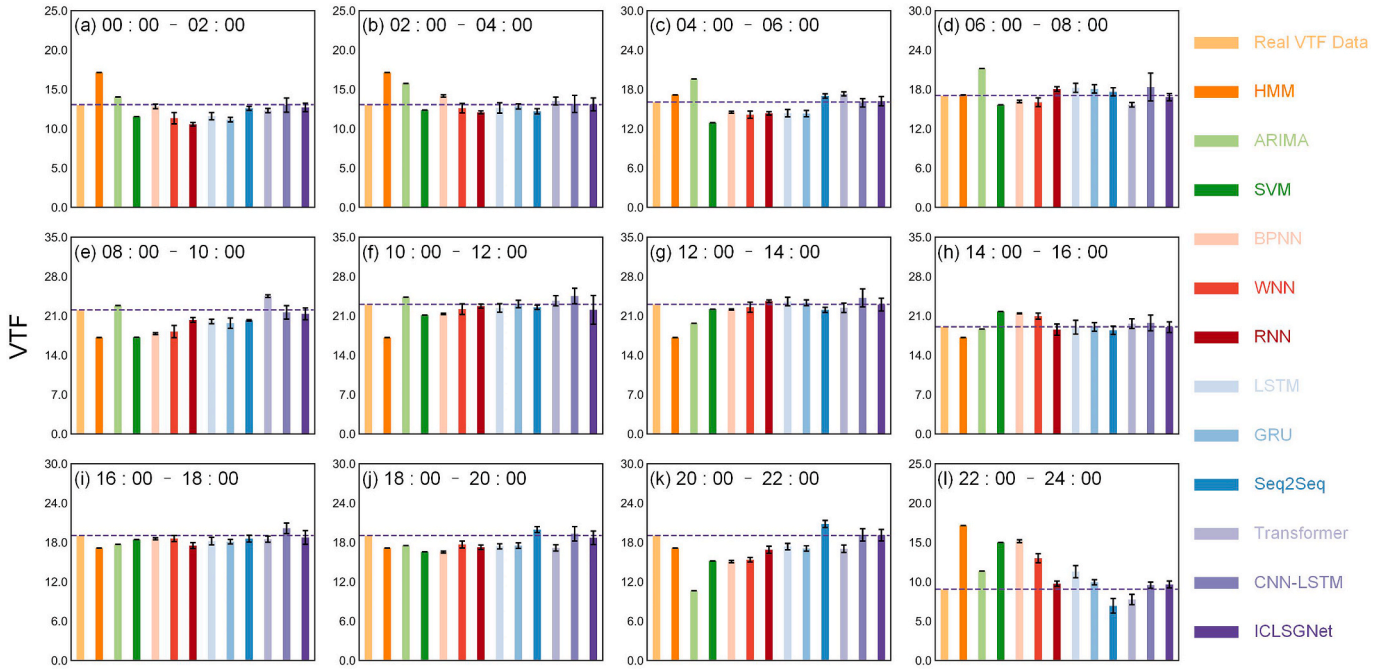 VTF
(a) 00 : 00 - 02 : 00
25.0
20.0
15.0
10.0
5.0
0.0
(b) 02 : 00 - 04 : 00
25.0
20.0
15.0
10.0
5.0
0.0
(c) 04 : 00 - 06 : 00
30.0
24.0
18.0
12.0
6.0
0.0
(d) 06 : 00 - 08 : 00
30.0
24.0
18.0
12.0
6.0
0.0
(e) 08 : 00 - 10 : 00
35.0
28.0
21.0
14.0
7.0
0.0
(f) 10 : 00 - 12 : 00
35.0
28.0
21.0
14.0
7.0
0.0
(g) 12 : 00 - 14 : 00
35.0
28.0
21.0
14.0
7.0
0.0
(h) 14 : 00 - 16 : 00
35.0
28.0
21.0
14.0
7.0
0.0
(i) 16 : 00 - 18 : 00
30.0
24.0
18.0
12.0
6.0
0.0
(j) 18 : 00 - 20 : 00
30.0
24.0
18.0
12.0
6.0
0.0
(k) 20 : 00 - 22 : 00
30.0
24.0
18.0
12.0
6.0
0.0
(l) 22 : 00 - 24 : 00
25.0
20.0
15.0
10.0
5.0
0.0
Real VTF Data
HMM
ARIMA
SVM
BPNN
WNN
RNN
LSTM
GRU
Seq2Seq
Transformer
CNN-LSTM
ICLSGNet